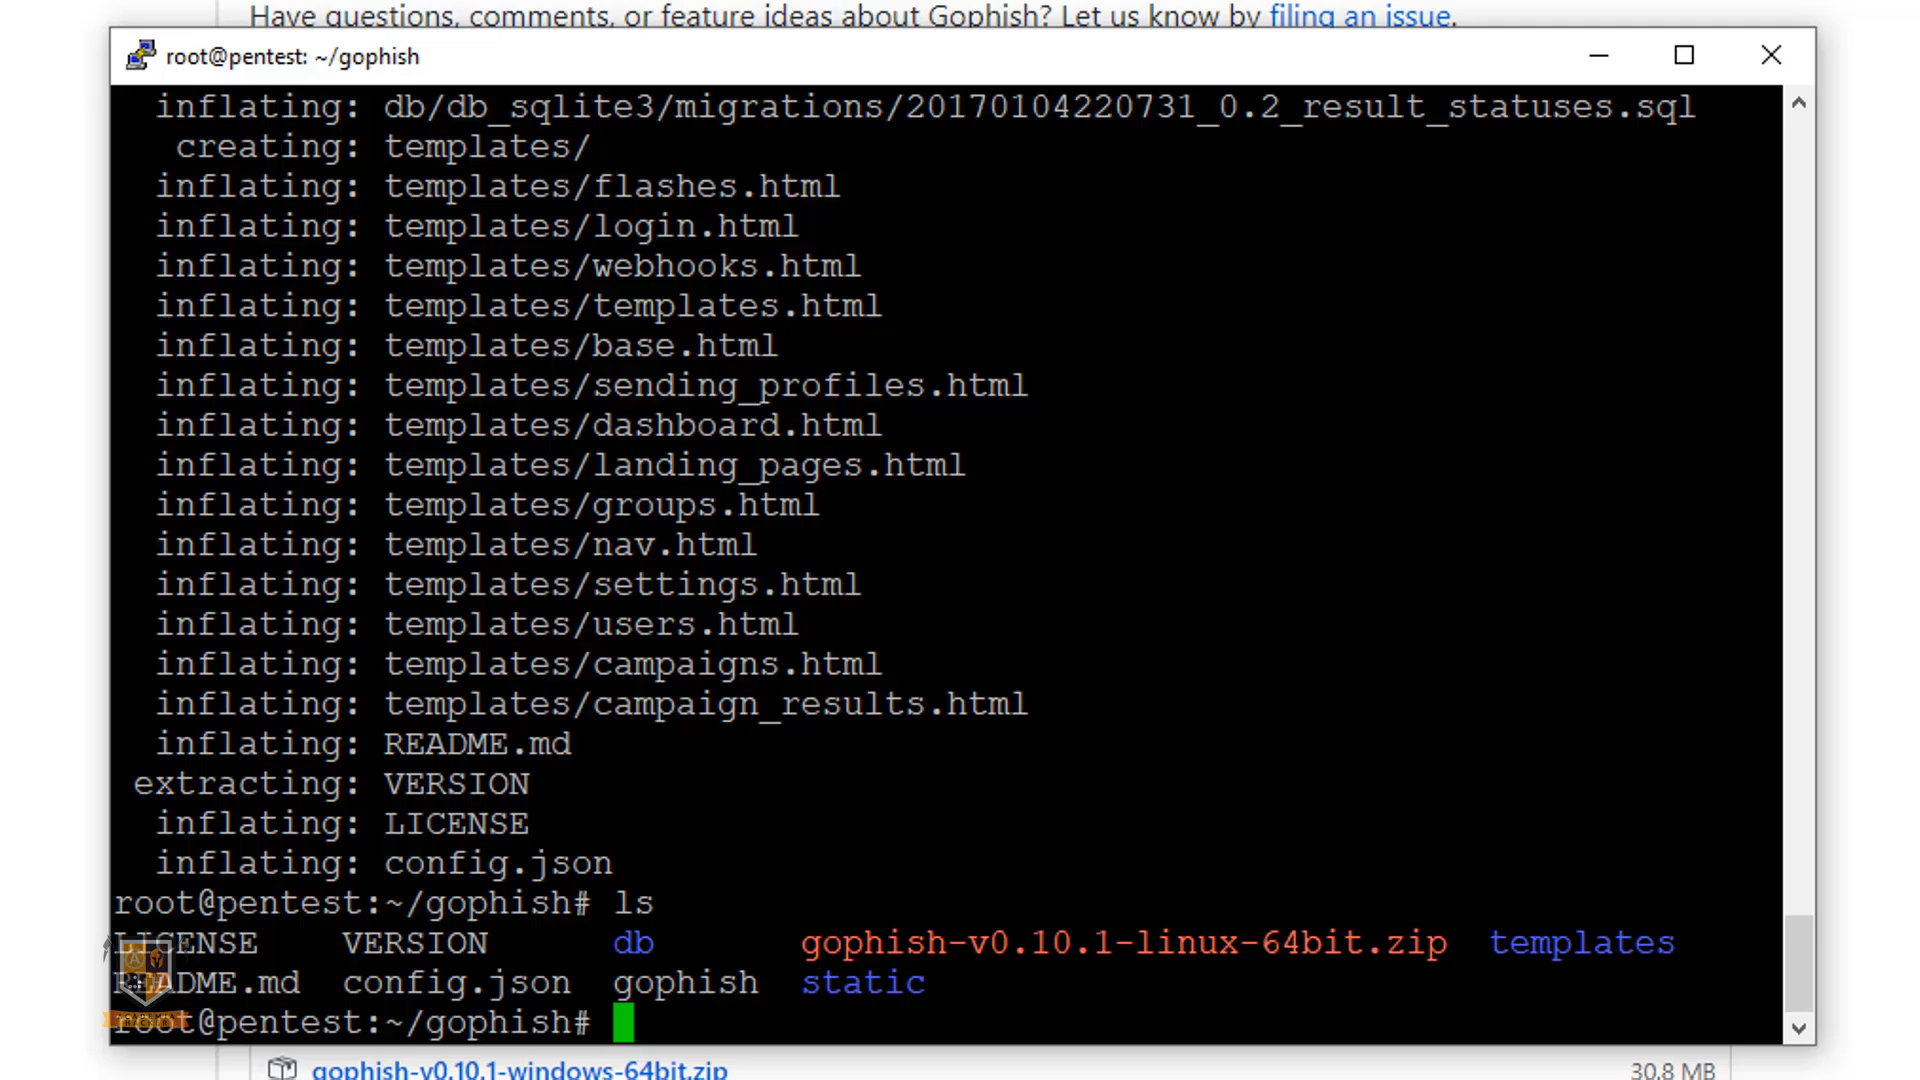 Have questions, comments, or feature ideas about Gophish? Let us know by filing an issue.
root@pentest: ~/gophish
inflating: db/db_sqlite3/migrations/20170104220731_0.2_result_statuses.sql
creating: templates/
inflating: templates/flashes.html
inflating: templates/login.html
inflating: templates/webhooks.html
inflating: templates/templates.html
inflating: templates/base.html
inflating: templates/sending_profiles.html
inflating: templates/dashboard.html
inflating: templates/landing_pages.html
inflating: templates/groups.html
inflating: templates/nav.html
inflating: templates/settings.html
inflating: templates/users.html
inflating: templates/campaigns.html
inflating: templates/campaign_results.html
inflating: README.md
extracting: VERSION
inflating: LICENSE
inflating: config.json
root@pentest:~/gophish# ls
LICENSE VERSION db gophish-v0.10.1-linux-64bit.zip templates
README.md config.json gophish static
root@pentest:~/gophish#
gophish-v0.10.1-windows-64bit.zip 30.8 MB